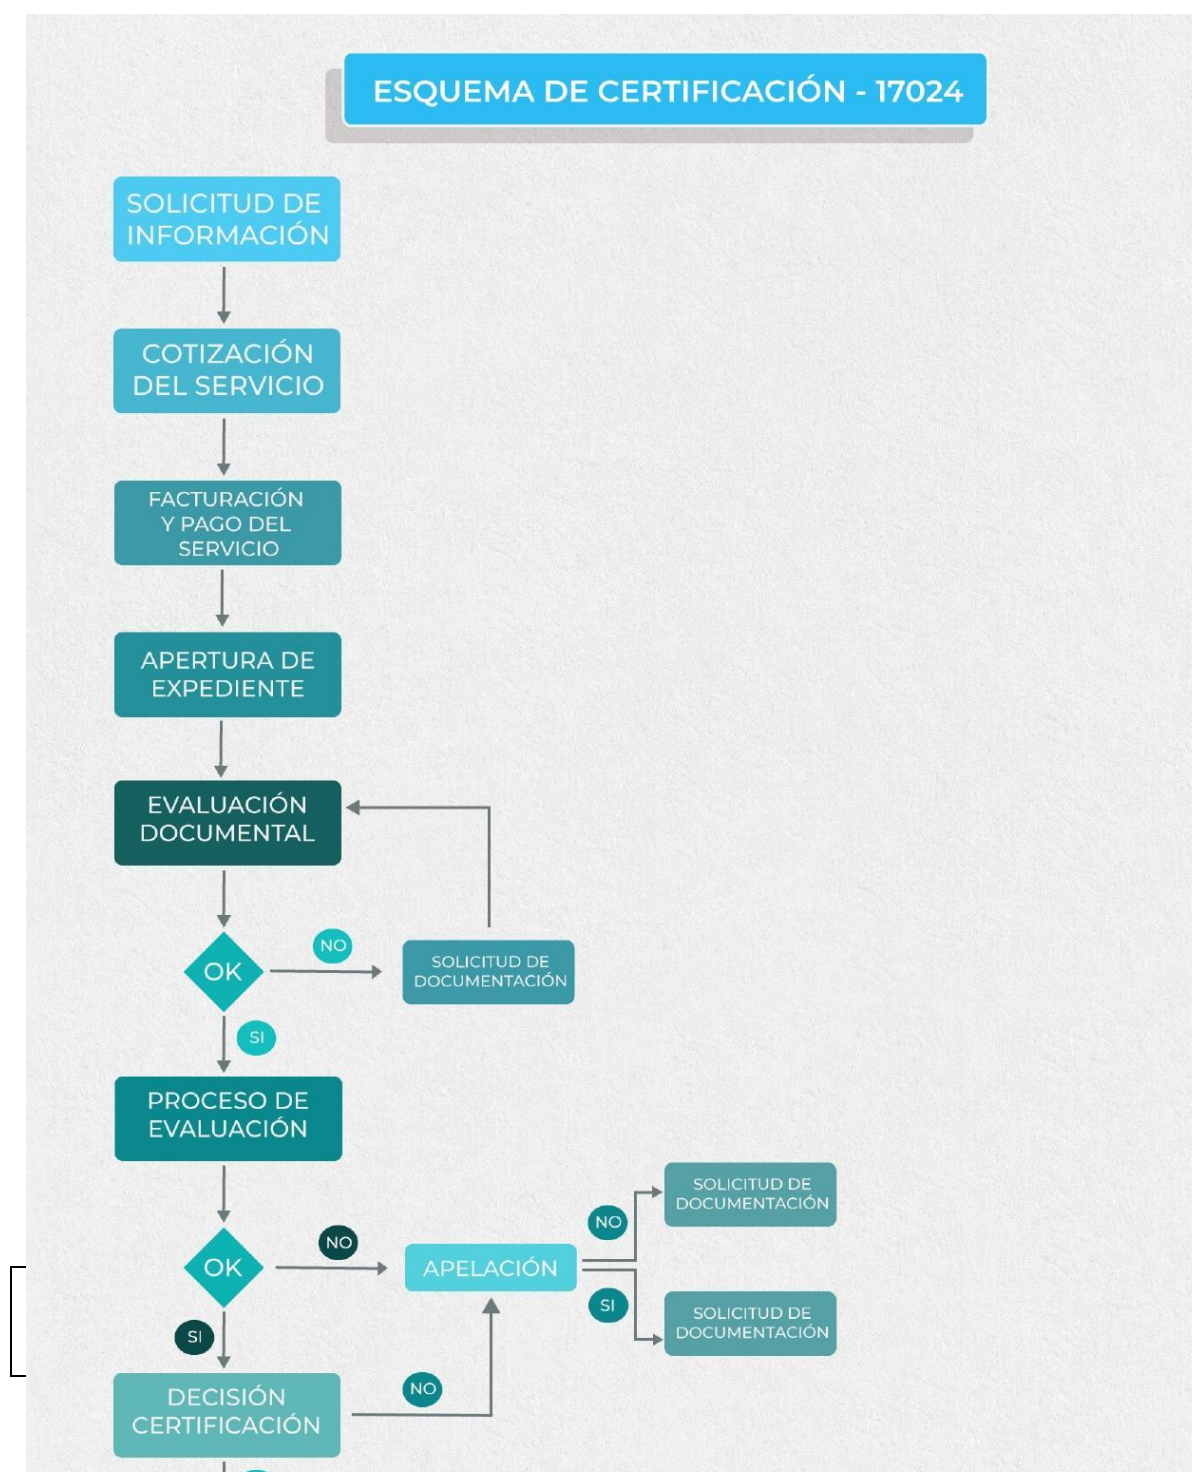 ESQUEMA DE CERTIFICACIÓN - 17024
SOLICITUD DE
INFORMACIÓN
COTIZACIÓN
DEL SERVICIO
FACTURACIÓN
Y PAGO DEL
SERVICIO
APERTURA DE
EXPEDIENTE
EVALUACIÓN
DOCUMENTAL
OK
NO
SOLICITUD DE
DOCUMENTACIÓN
SI
PROCESO DE
EVALUACIÓN
OK
NO
APELACIÓN
NO
SOLICITUD DE
DOCUMENTACIÓN
SI
SOLICITUD DE
DOCUMENTACIÓN
SI
DECISIÓN
CERTIFICACIÓN
NO